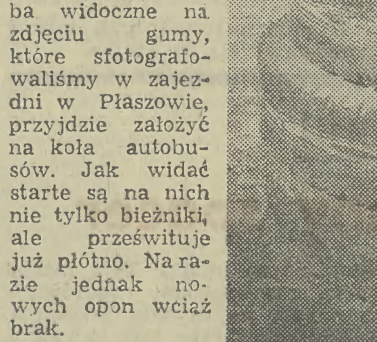 ba widoczne na
zdjęciu gumy,
które sfotografo-
waliśmy w zajez-
dni w Płaszowie,
przyjdzie założyć
na koła autobu-
sów. Jak widać
starte są na nich
nie tylko bieżniki,
ale prześwituje
już płótno. Na ra-
zie jednak no-
wych opon wciąż
brak.